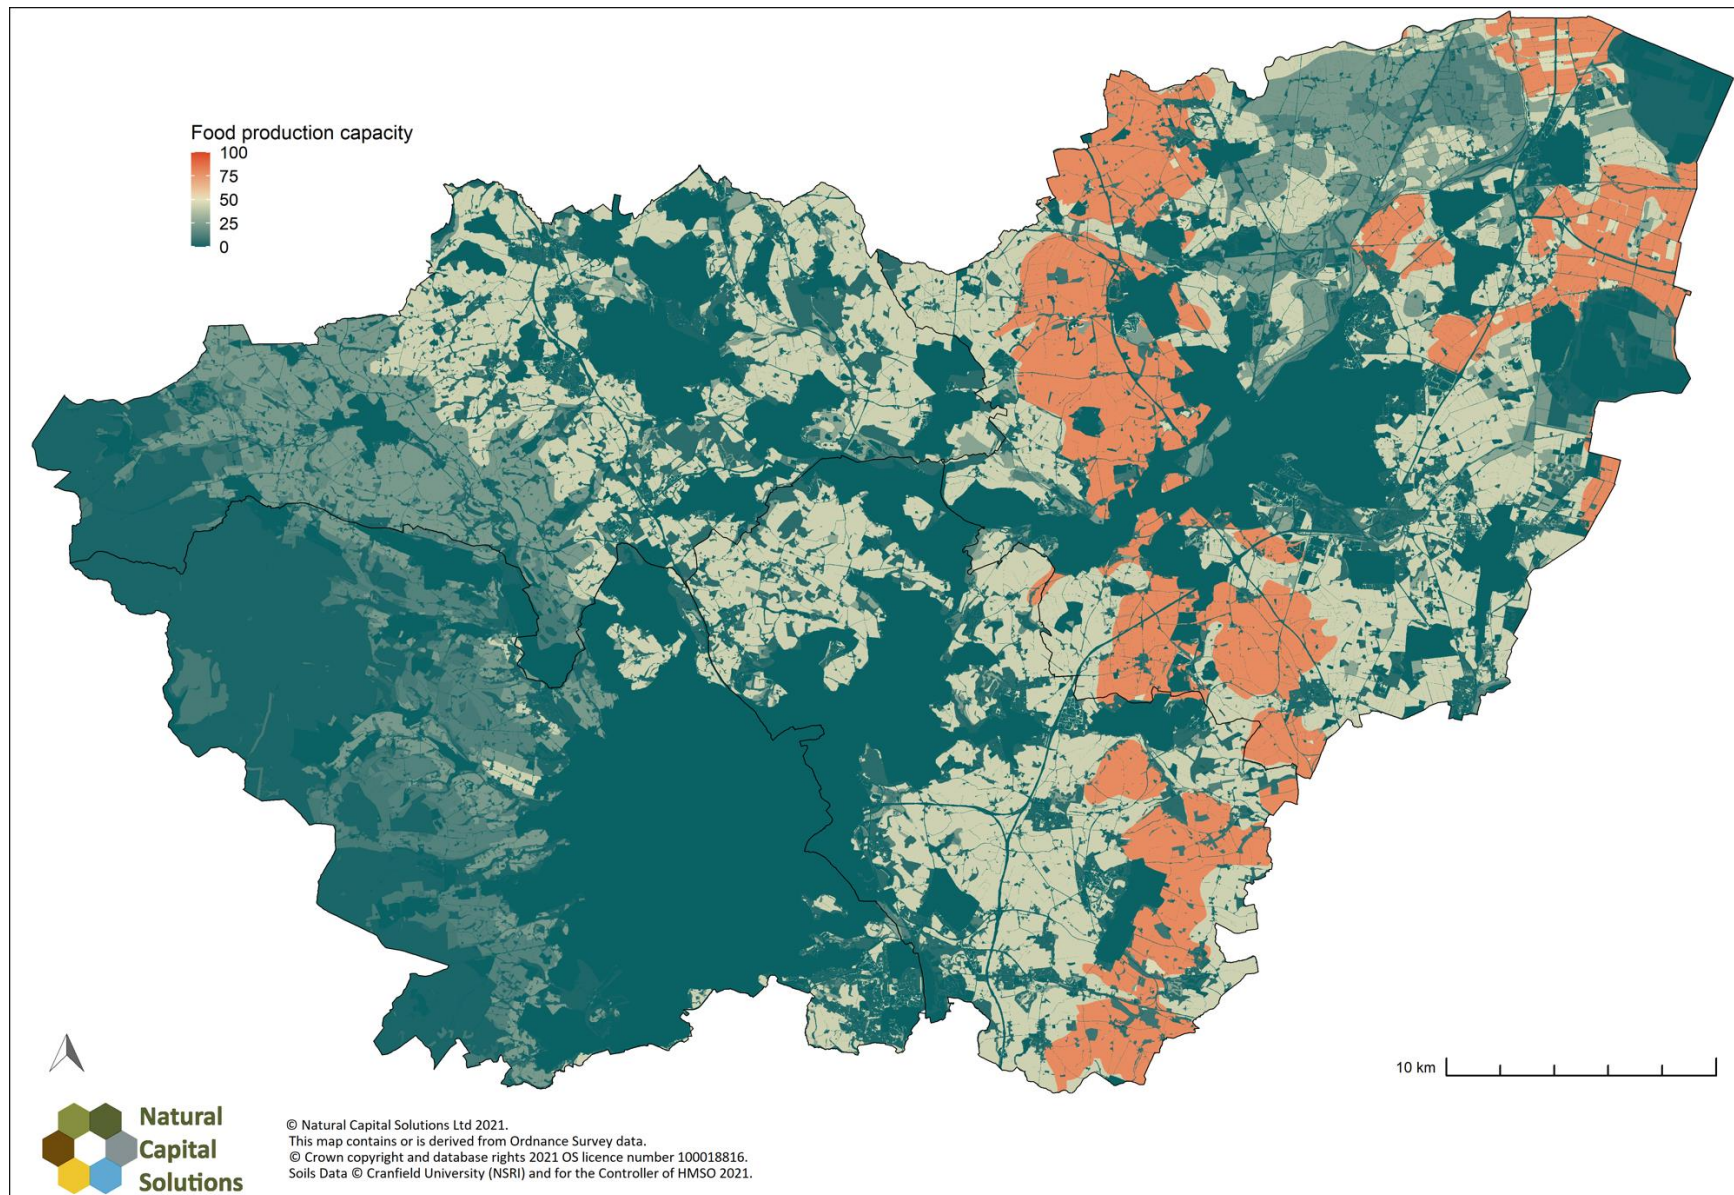 Food production capacity
100
75
50
25
0
10 km
Natural
Capital
Solutions
© Natural Capital Solutions Ltd 2021.
This map contains or is derived from Ordnance Survey data.
© Crown copyright and database rights 2021 OS licence number 100018816.
Soils Data © Cranfield University (NSRI) and for the Controller of HMSO 2021.